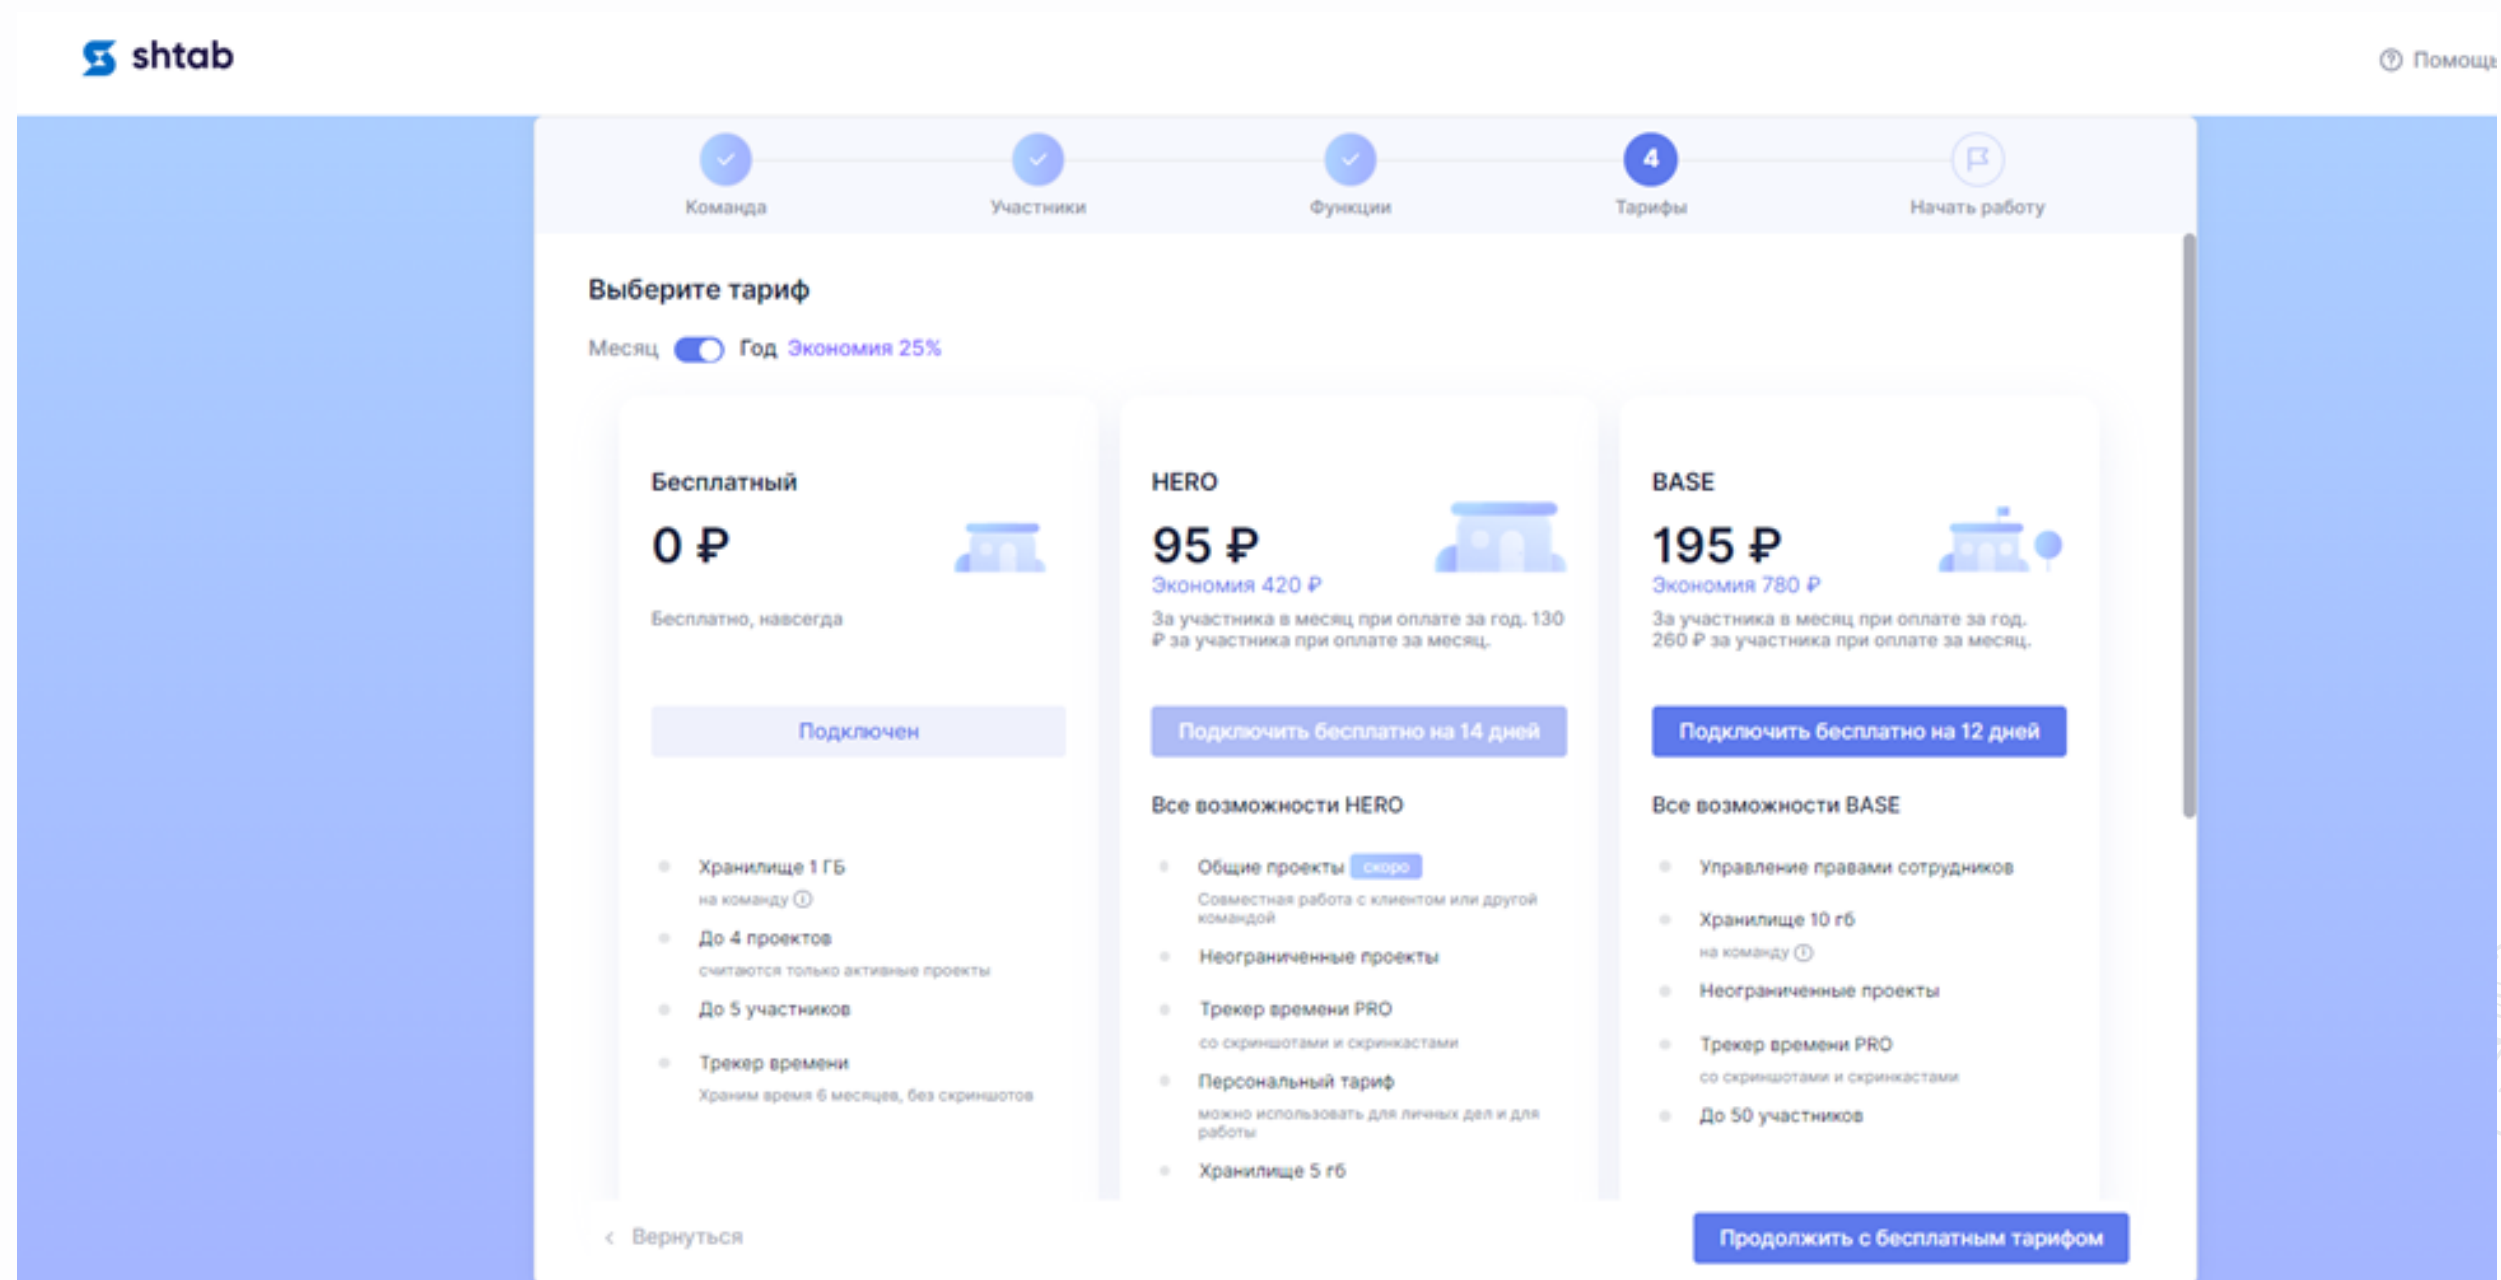 shtab
Помощь
4
Команда
Участники
Функции
Тарифы
Начать работу
Выберите тариф
Месяц Год Экономия 25%
Бесплатный
0 ₽
Бесплатно, навсегда
Подключен
Хранилище 1 ГБ
на команду
До 4 проектов
считаются только активные проекты
До 5 участников
Трекер времени
Храним время 6 месяцев, без скриншотов
HERO
95 ₽
Экономия 420 ₽
За участника в месяц при оплате за год. 130
₽ за участника при оплате за месяц.
Подключить бесплатно на 14 дней
Все возможности HERO
Общие проекты скоро
Совместная работа с клиентом или другой
командой
Неограниченные проекты
Трекер времени PRO
со скриншотами и скринкастами
Персональный тариф
можно использовать для личных дел и для
работы
Хранилище 5 гб
BASE
195 ₽
Экономия 780 ₽
За участника в месяц при оплате за год.
260 ₽ за участника при оплате за месяц.
Подключить бесплатно на 12 дней
Все возможности BASE
Управление правами сотрудников
Хранилище 10 гб
на команду
Неограниченные проекты
Трекер времени PRO
со скриншотами и скринкастами
До 50 участников
Вернуться
Продолжить с бесплатным тарифом